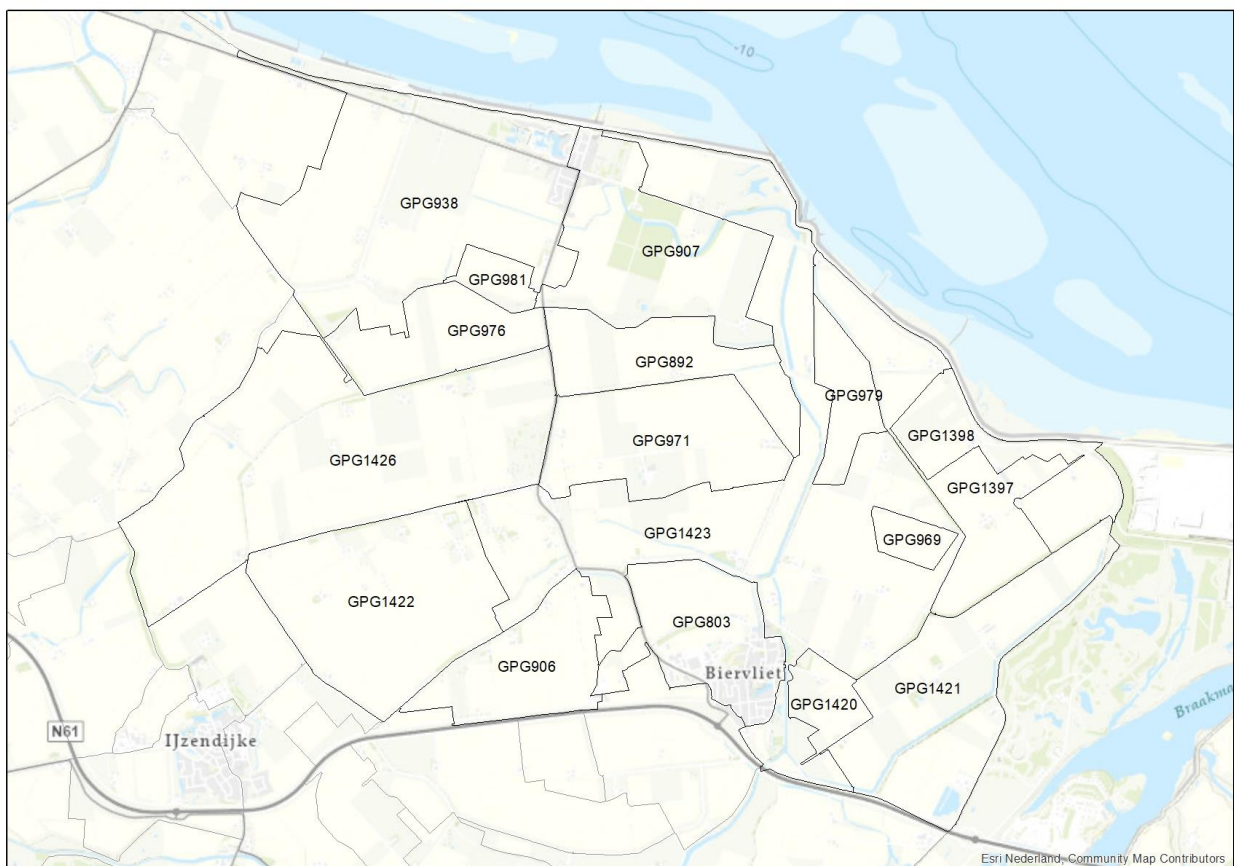 -10
GPG938
GPG907
GPG981
GPG976
GPG892
GPG979
GPG971
GPG1398
GPG1426
GPG1397
GPG1423
GPG969
GPG1422
GPG803
GPG906
Biervliet
GPG1421
GPG1420
N61
IJzendijke
Esri Nederland, Community Map Contributors